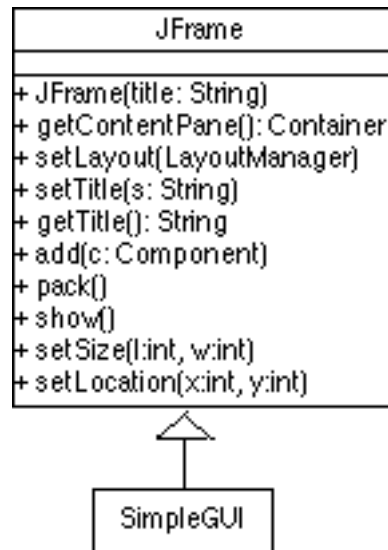 JFrame
+ JFrame(title: String)
+ getContentPane(): Container
+ setLayout(LayoutManager)
+ setTitle(s: String)
+ getTitle(): String
+ add(c: Component)
+ pack()
+ show()
+ setSize(l:int, w:int)
+ setLocation(x:int, y:int)
SimpleGUI